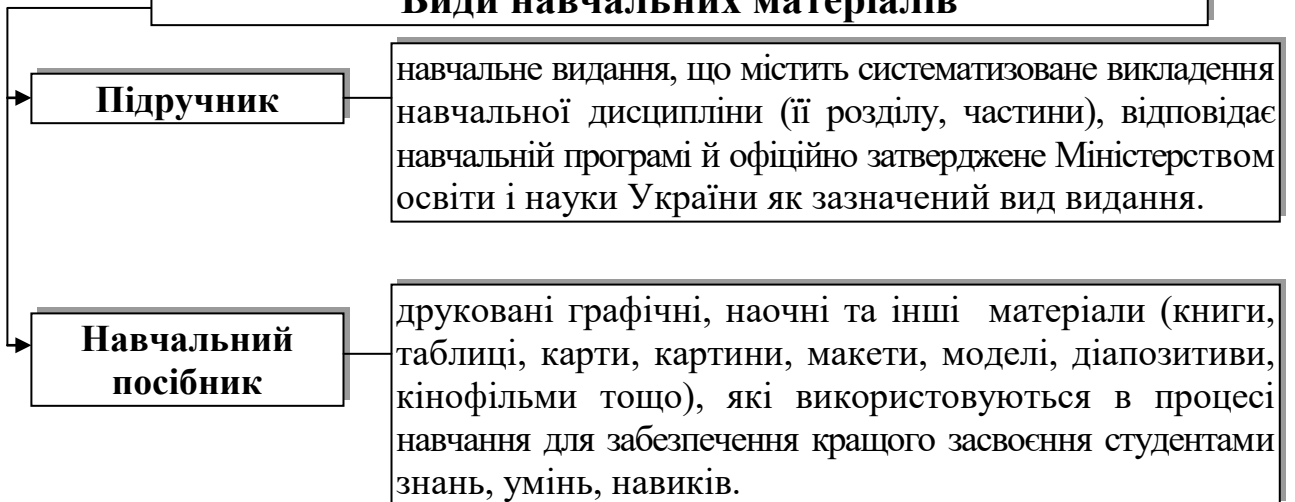 Види навчальних матеріалів
Підручник
навчальне видання, що містить систематизоване викладення
навчальної дисципліни (її розділу, частини), відповідає
навчальній програмі й офіційно затверджене Міністерством
освіти і науки України як зазначений вид видання.
Навчальний
посібник
друковані графічні, наочні та інші матеріали (книги,
таблиці, карти, картини, макети, моделі, діапозитиви,
кінофільми тощо), які використовуються в процесі
навчання для забезпечення кращого засвоєння студентами
знань, умінь, навиків.